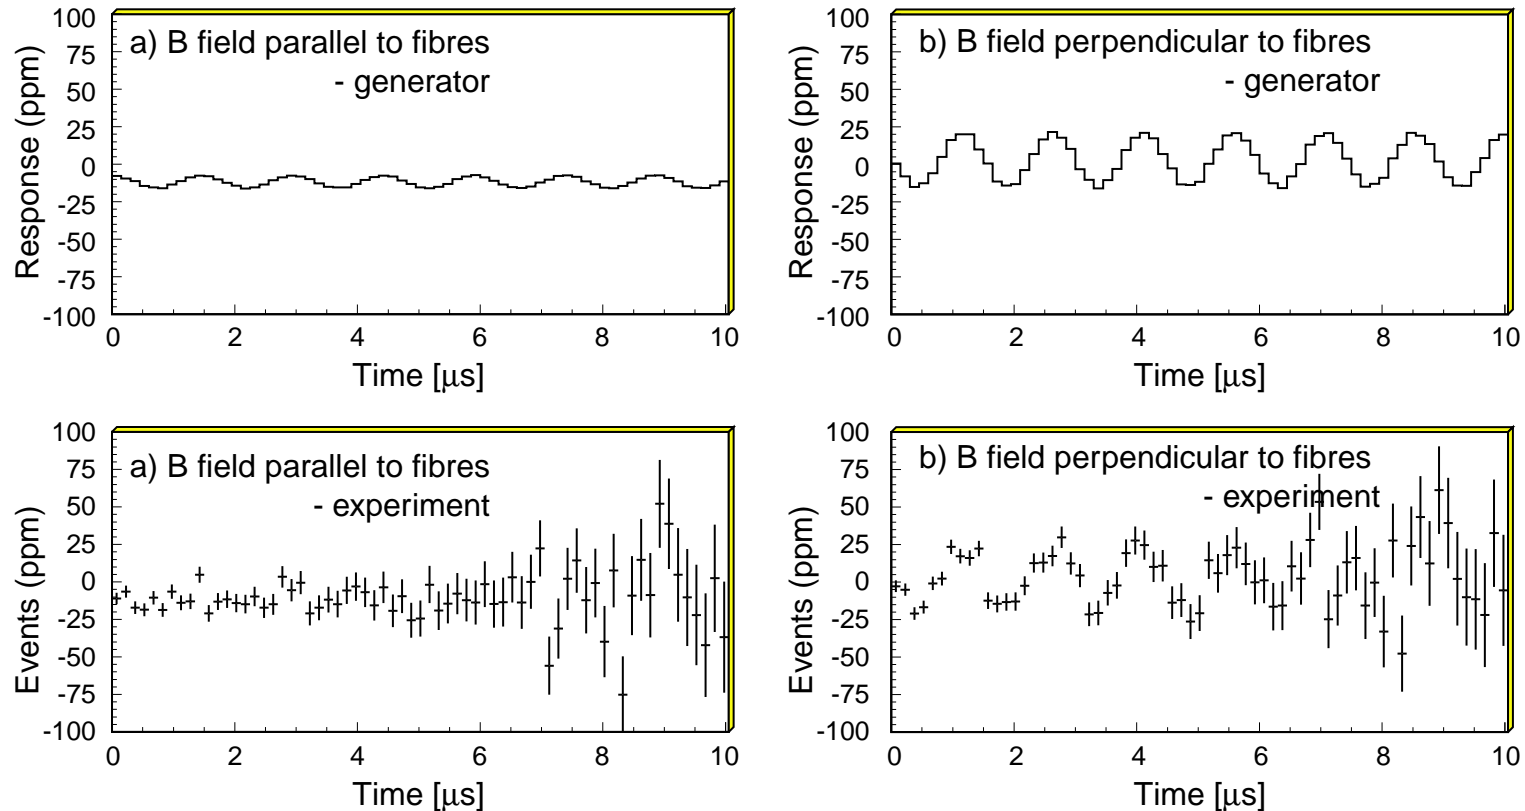 a) B field parallel to fibres
- generator
Response (ppm)
100
75
50
25
0
-25
-50
-75
-100
0 2 4 6 8 10
Time [μs]
b) B field perpendicular to fibres
- generator
Response (ppm)
100
75
50
25
0
-25
-50
-75
-100
0 2 4 6 8 10
Time [μs]
a) B field parallel to fibres
- experiment
Events (ppm)
100
75
50
25
0
-25
-50
-75
-100
0 2 4 6 8 10
Time [μs]
b) B field perpendicular to fibres
- experiment
Events (ppm)
100
75
50
25
0
-25
-50
-75
-100
0 2 4 6 8 10
Time [μs]